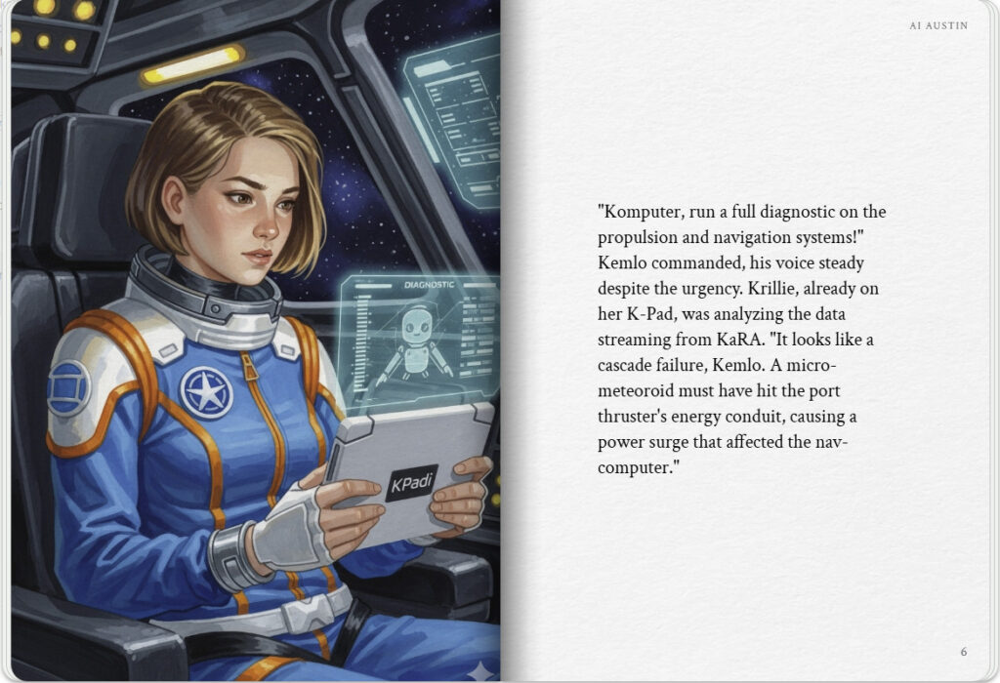 DIAGNOSTIC
KPadi
AI AUSTIN
"Komputer, run a full diagnostic on the
propulsion and navigation systems!"
Kemlo commanded, his voice steady
despite the urgency. Krillie, already on
her K-Pad, was analyzing the data
streaming from KaRA. "It looks like a
cascade failure, Kemlo. A micro-
meteoroid must have hit the port
thruster's energy conduit, causing a
power surge that affected the nav-
computer."
6